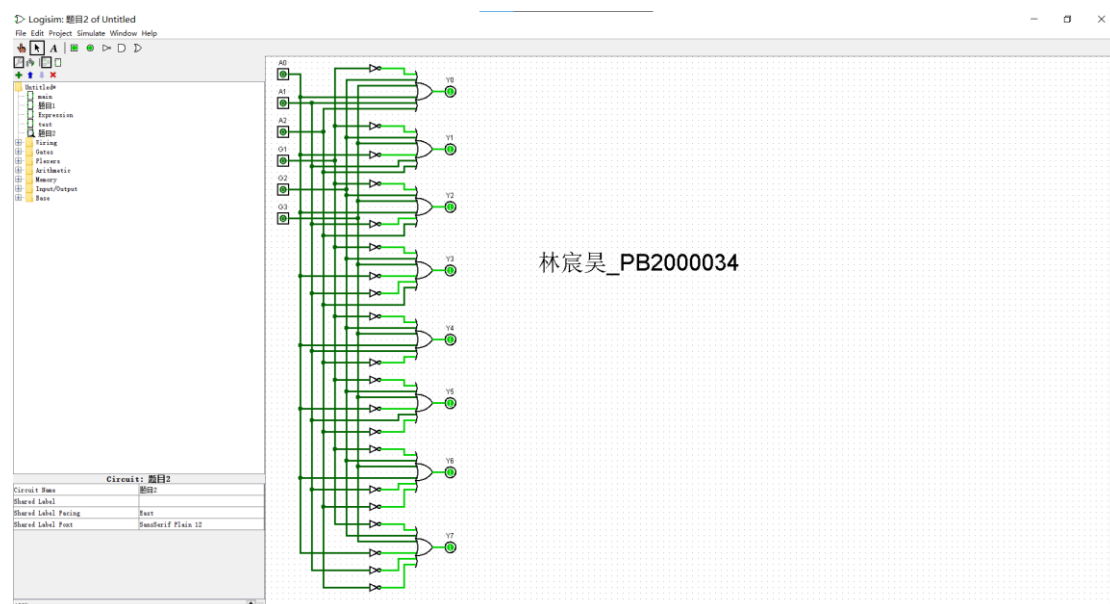 Logisim: 题目2 of Untitled
File Edit Project Simulate Window Help
Untitled*
main
题目1
Expression
test
题目2
Wiring
Gates
Plexers
Arithmetic
Memory
Input/Output
Base
Circuit: 题目2
Circuit Name 题目2
Shared Label
Shared Label Facing East
Shared Label Font SansSerif Plain 12
A0
A1
A2
G1
G2
G3
Y0
Y1
Y2
Y3
Y4
Y5
Y6
Y7
林宸昊_PB2000034